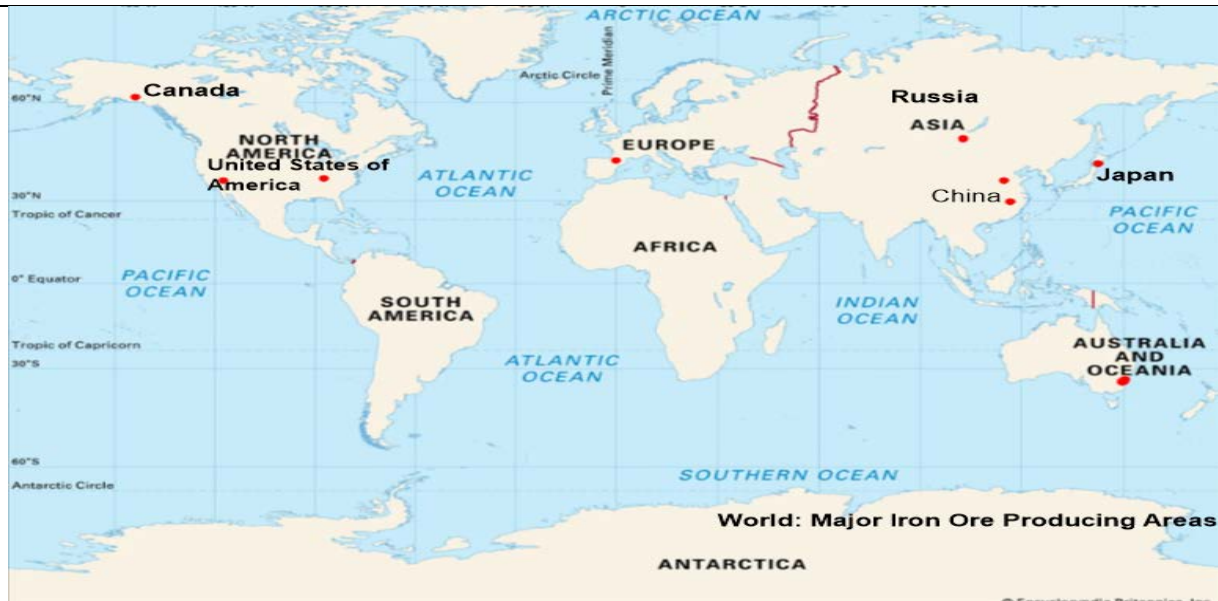 ARCTIC OCEAN
Arctic Circle
Prime Meridian
Canada
60°N
Russia
ASIA
NORTH
AMERICA
EUROPE
United States of
America
ATLANTIC
OCEAN
Japan
China
30°N
Tropic of Cancer
PACIFIC
OCEAN
AFRICA
0° Equator
PACIFIC
OCEAN
SOUTH
AMERICA
INDIAN
OCEAN
Tropic of Capricorn
30°S
ATLANTIC
OCEAN
AUSTRALIA
AND
OCEANIA
60°S
Antarctic Circle
SOUTHERN OCEAN
World: Major Iron Ore Producing Areas
ANTARCTICA